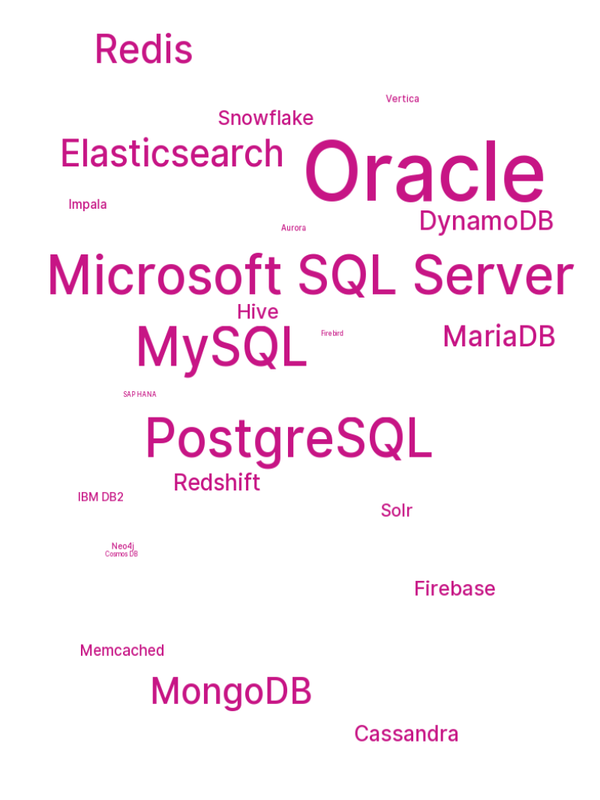 Redis
Vertica
Snowflake
Elasticsearch
Oracle
Impala
DynamoDB
Aurora
Microsoft SQL Server
Hive
MySQL
Firebird
MariaDB
SAP HANA
PostgreSQL
Redshift
IBM DB2
Solr
Neo4j
Cosmos DB
Firebase
Memcached
MongoDB
Cassandra